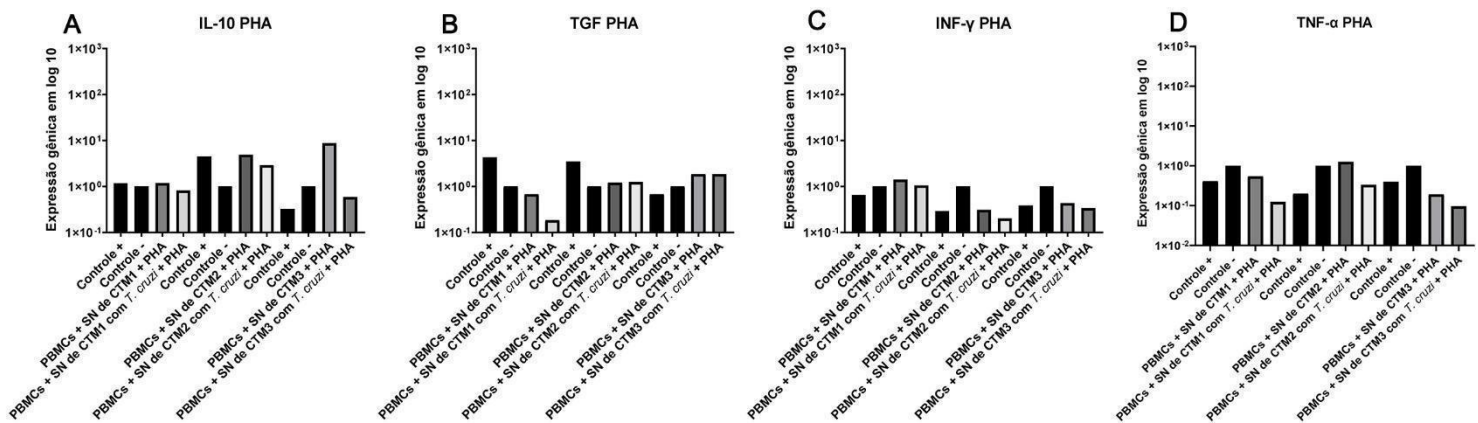 A
IL-10 PHA
Expressão gênica em log 10
1×10³
1×10²
1×10¹
1×10⁰
1×10⁻¹
Controle +
Controle -
PBMCs + SN de CTM1 + PHA
PBMCs + SN de CTM1 com T. cruzi + PHA
Controle +
Controle -
PBMCs + SN de CTM2 + PHA
PBMCs + SN de CTM2 com T. cruzi + PHA
Controle +
Controle -
PBMCs + SN de CTM3 + PHA
PBMCs + SN de CTM3 com T. cruzi + PHA
B
TGF PHA
Expressão gênica em log 10
1×10³
1×10²
1×10¹
1×10⁰
1×10⁻¹
Controle +
Controle -
PBMCs + SN de CTM1 + PHA
PBMCs + SN de CTM1 com T. cruzi + PHA
Controle +
Controle -
PBMCs + SN de CTM2 + PHA
PBMCs + SN de CTM2 com T. cruzi + PHA
Controle +
Controle -
PBMCs + SN de CTM3 + PHA
PBMCs + SN de CTM3 com T. cruzi + PHA
C
INF-γ PHA
Expressão gênica em log 10
1×10³
1×10²
1×10¹
1×10⁰
1×10⁻¹
Controle +
Controle -
PBMCs + SN de CTM1 + PHA
PBMCs + SN de CTM1 com T. cruzi + PHA
Controle +
Controle -
PBMCs + SN de CTM2 + PHA
PBMCs + SN de CTM2 com T. cruzi + PHA
Controle +
Controle -
PBMCs + SN de CTM3 + PHA
PBMCs + SN de CTM3 com T. cruzi + PHA
D
TNF-α PHA
Expressão gênica em log 10
1×10³
1×10²
1×10¹
1×10⁰
1×10⁻¹
1×10⁻²
Controle +
Controle -
PBMCs + SN de CTM1 + PHA
PBMCs + SN de CTM1 com T. cruzi + PHA
Controle +
Controle -
PBMCs + SN de CTM2 + PHA
PBMCs + SN de CTM2 com T. cruzi + PHA
Controle +
Controle -
PBMCs + SN de CTM3 + PHA
PBMCs + SN de CTM3 com T. cruzi + PHA